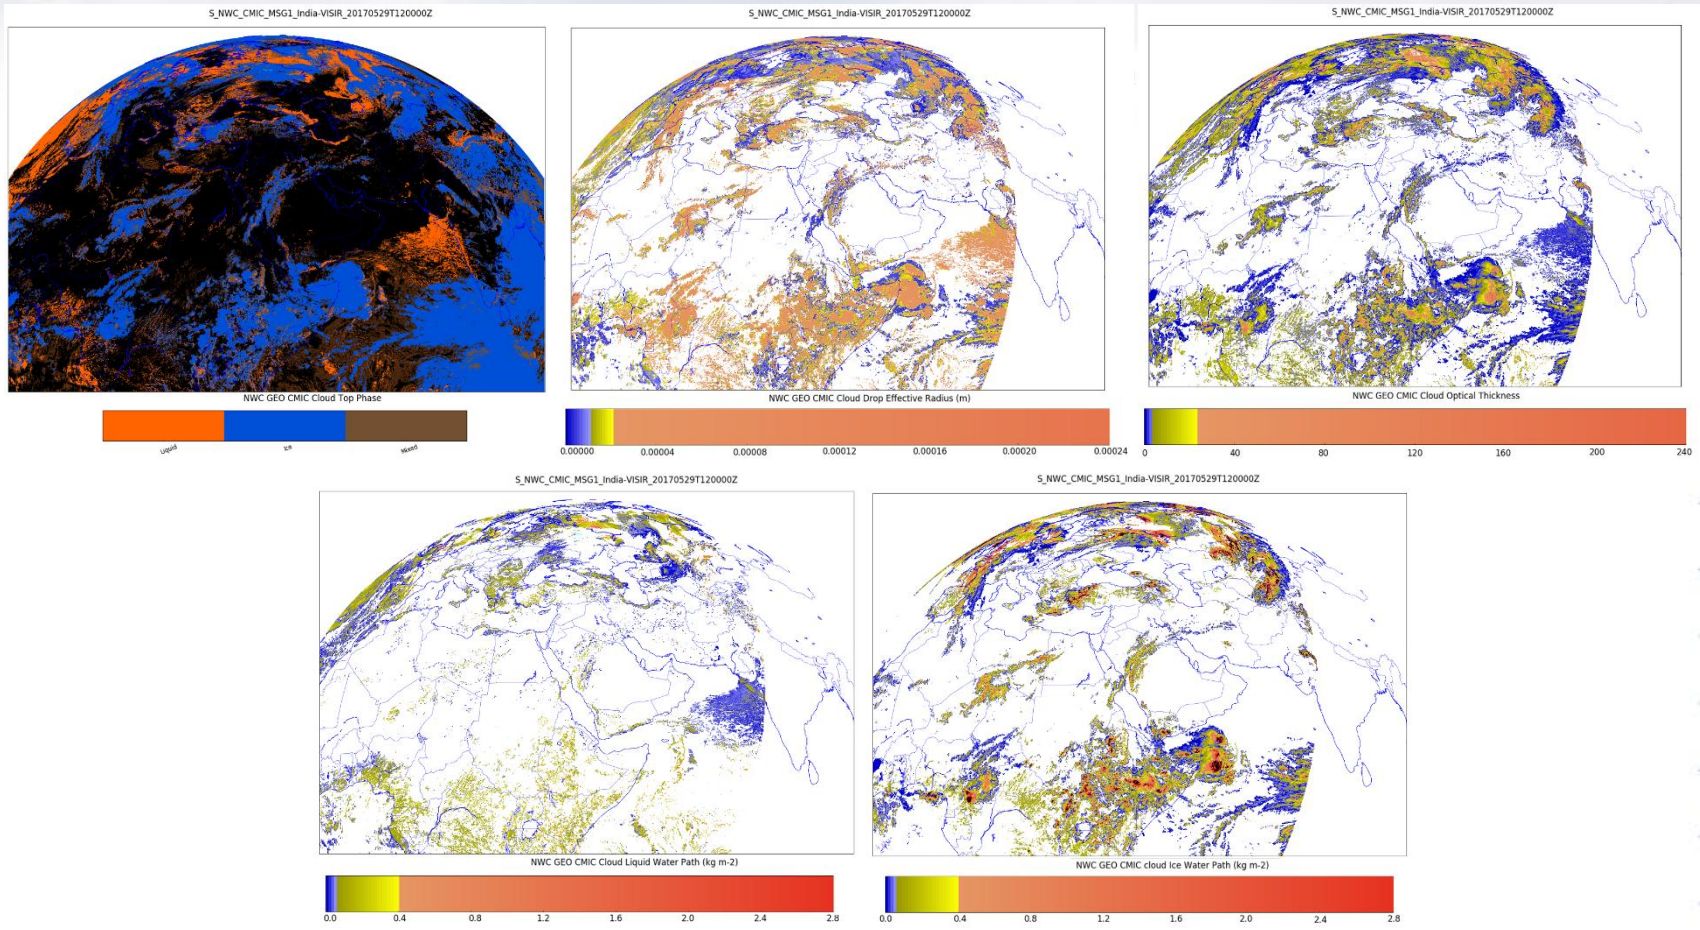 S_NWC_CMIC_MSG1_India-VISIR_20170529T120000Z
S_NWC_CMIC_MSG1_India-VISIR_20170529T120000Z
S_NWC_CMIC_MSG1_India-VISIR_20170529T120000Z
NWC GEO CMIC Cloud Top Phase
Liquid Ice Mixed
NWC GEO CMIC Cloud Drop Effective Radius (m)
0.00000 0.00004 0.00008 0.00012 0.00016 0.00020 0.00024
NWC GEO CMIC Cloud Optical Thickness
0 40 80 120 160 200 240
S_NWC_CMIC_MSG1_India-VISIR_20170529T120000Z
S_NWC_CMIC_MSG1_India-VISIR_20170529T120000Z
NWC GEO CMIC Cloud Liquid Water Path (kg m-2)
0.0 0.4 0.8 1.2 1.6 2.0 2.4 2.8
NWC GEO CMIC cloud Ice Water Path (kg m-2)
0.0 0.4 0.8 1.2 1.6 2.0 2.4 2.8